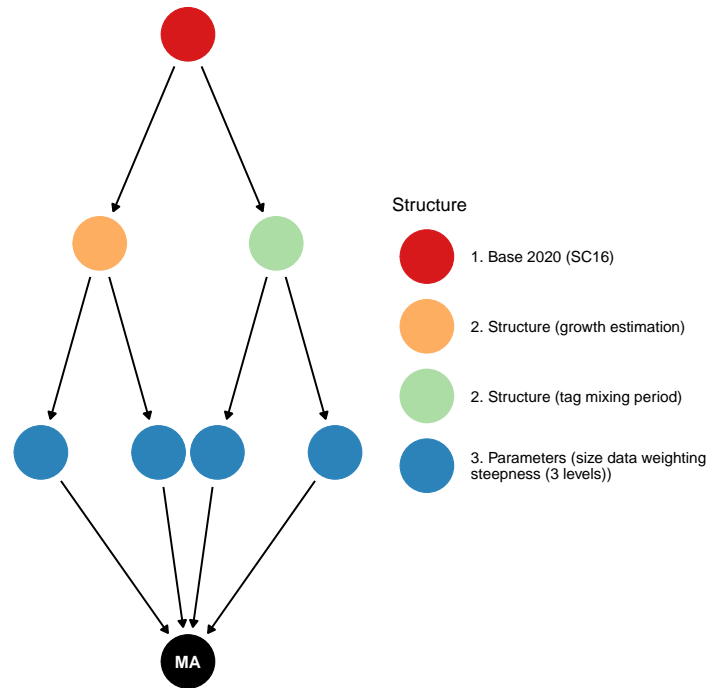 Structure
1. Base 2020 (SC16)
2. Structure (growth estimation)
2. Structure (tag mixing period)
3. Parameters (size data weighting
steepness (3 levels))
MA